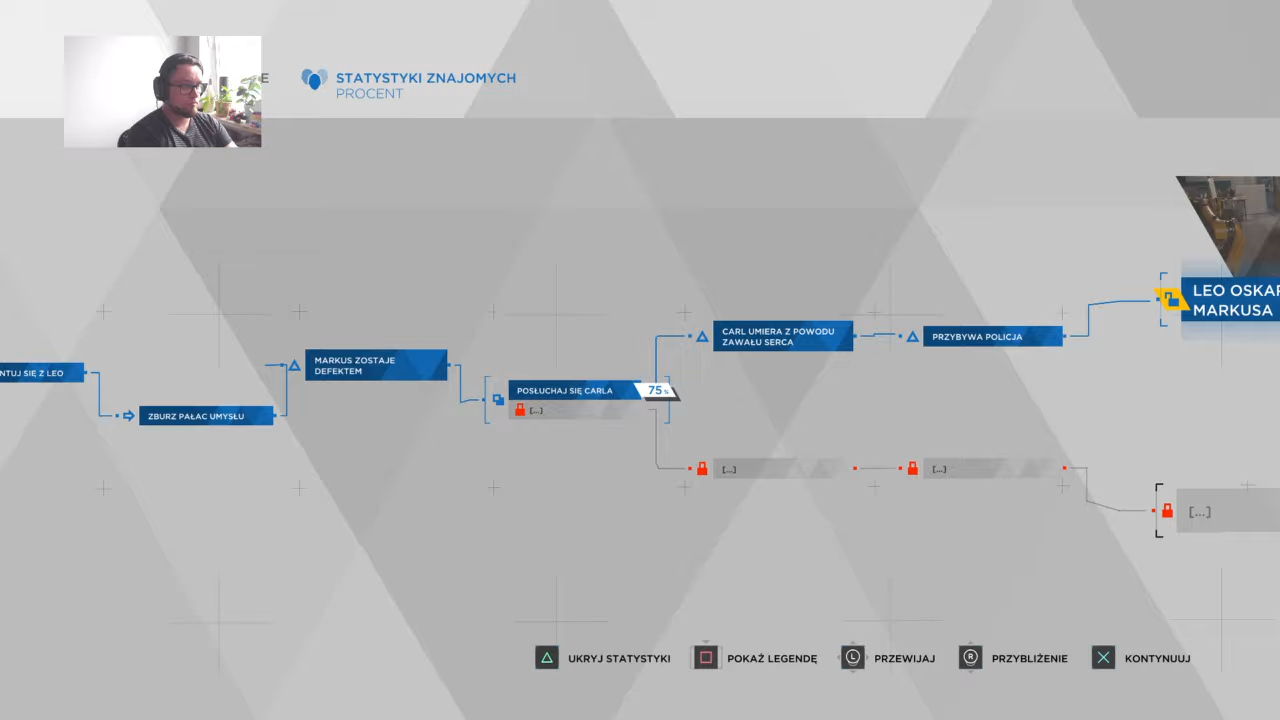 E
STATYSTYKI ZNAJOMYCH
PROCENT
LEO OSKAR
MARKUSA
CARL UMIERA Z POWODU
ZAWAŁU SERCA
PRZYBYWA POLICJA
MARKUS ZOSTAJE
DEFEKTEM
NTUJ SIĘ Z LEO
POSŁUCHAJ SIĘ CARLA
75%
[...]
ZBURZ PAŁAC UMYSŁU
[...]
[...]
[...]
UKRYJ STATYSTYKI
POKAŻ LEGENDĘ
L
PRZEWIJAJ
R
PRZYBLIŻENIE
KONTYNUUJ